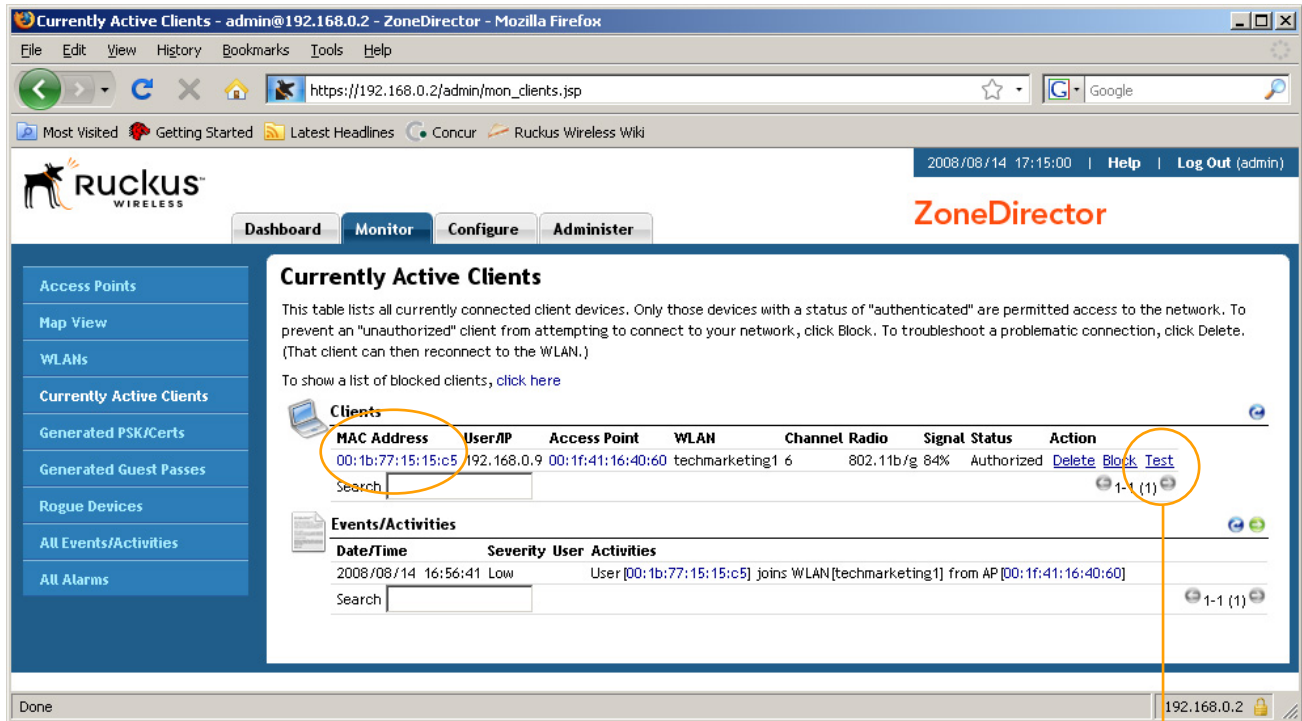 Currently Active Clients - admin@192.168.0.2 - ZoneDirector - Mozilla Firefox
File Edit View History Bookmarks Tools Help
https://192.168.0.2/admin/mon_clients.jsp
G Google
Most Visited Getting Started Latest Headlines Concur Ruckus Wireless Wiki
2008/08/14 17:15:00 | Help | Log Out (admin)
Ruckus
WIRELESS
ZoneDirector
Dashboard Monitor Configure Administer
Access Points
Map View
WLANs
Currently Active Clients
Generated PSK/Certs
Generated Guest Passes
Rogue Devices
All Events/Activities
All Alarms
Currently Active Clients
This table lists all currently connected client devices. Only those devices with a status of "authenticated" are permitted access to the network. To
prevent an "unauthorized" client from attempting to connect to your network, click Block. To troubleshoot a problematic connection, click Delete.
(That client can then reconnect to the WLAN.)
To show a list of blocked clients, click here
Clients
MAC Address User/IP Access Point WLAN Channel Radio Signal Status Action
00:1b:77:15:15:c5 192.168.0.9 00:1f:41:16:40:60 techmarketing1 6 802.11b/g 84% Authorized Delete Block Test
Search 1-1 (1)
Events/Activities
Date/Time Severity User Activities
2008/08/14 16:56:41 Low User[00:1b:77:15:15:c5] joins WLAN[techmarketing1] from AP[00:1f:41:16:40:60]
Search 1-1 (1)
Done 192.168.0.2